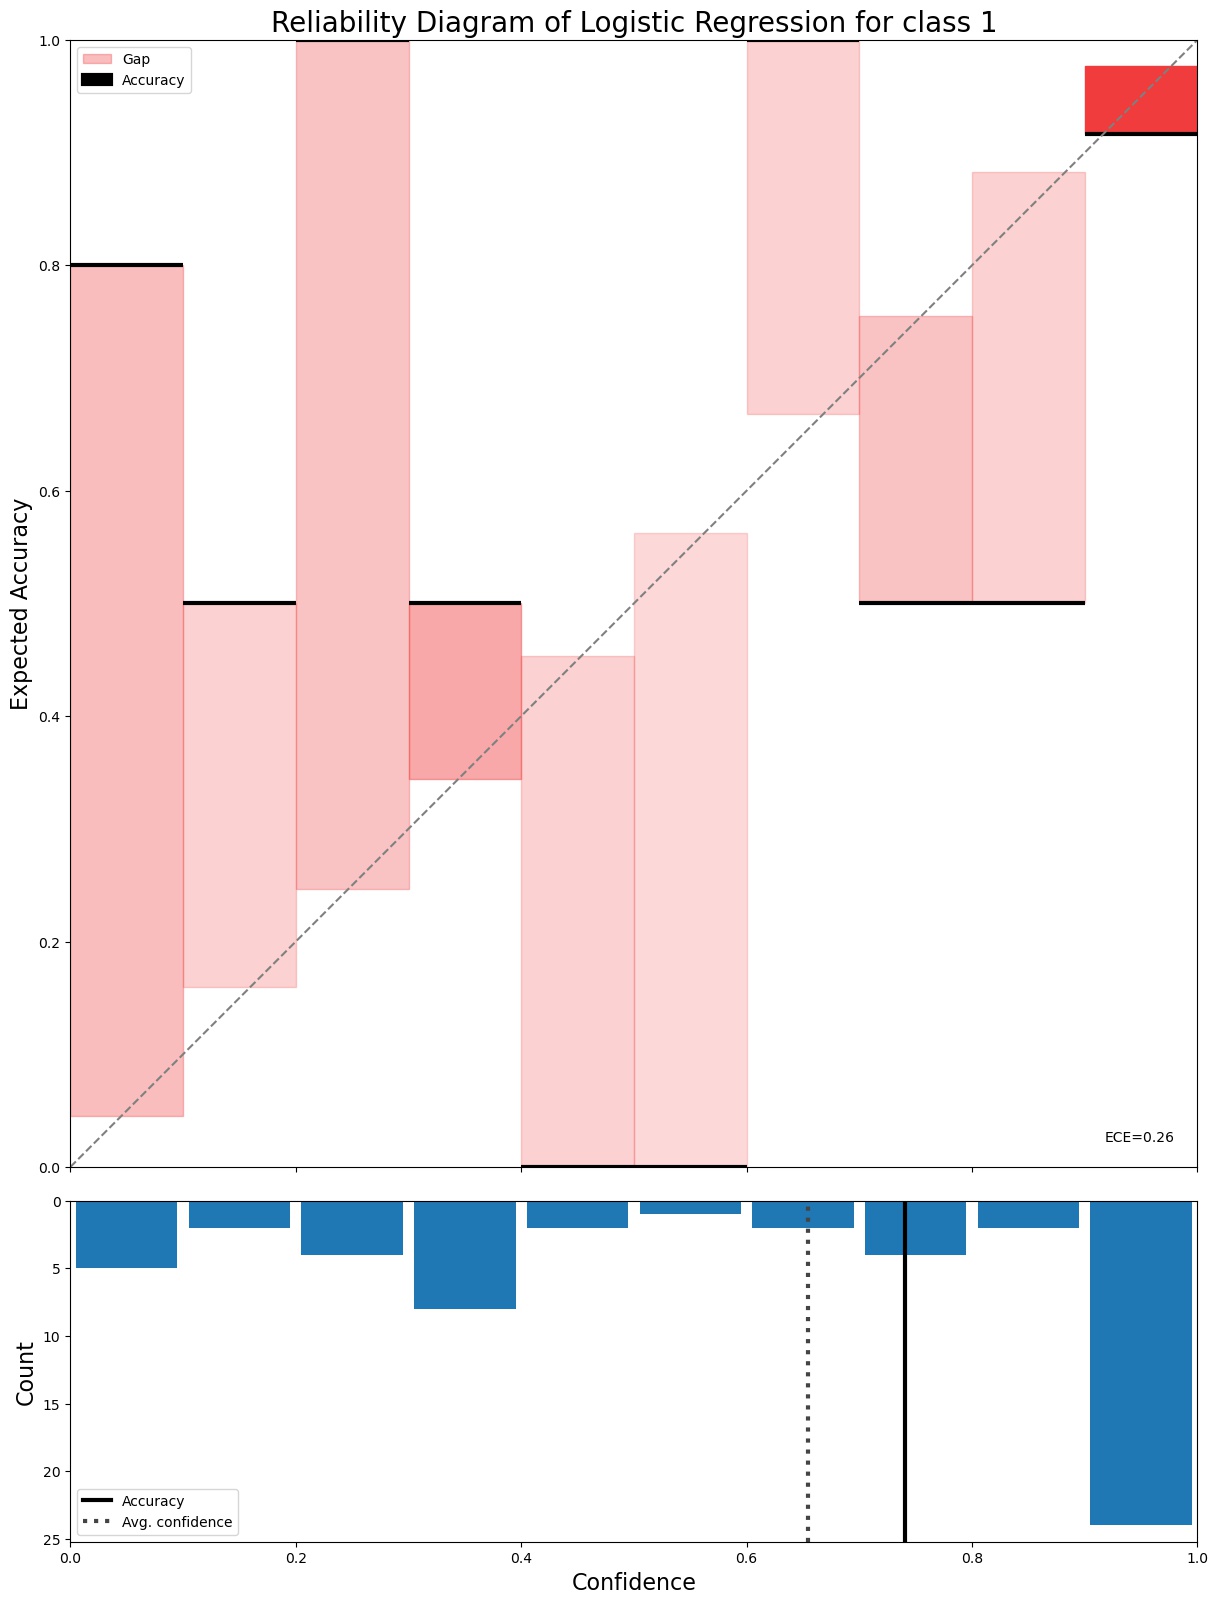 Reliability Diagram of Logistic Regression for class 1
1.0
Gap
Accuracy
0.8
0.6
Expected Accuracy
0.4
0.2
ECE=0.26
0.0
0
5
10
Count
15
20
Accuracy
Avg. confidence
25
0.0 0.2 0.4 0.6 0.8 1.0
Confidence